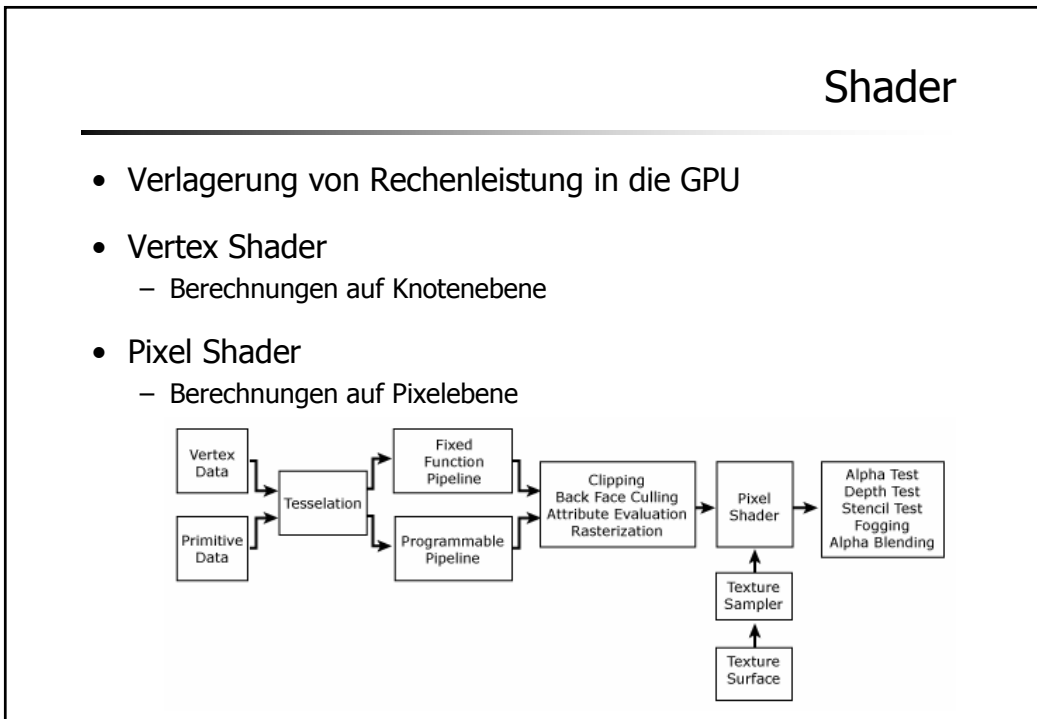 Shader
• Verlagerung von Rechenleistung in die GPU
• Vertex Shader
– Berechnungen auf Knotenebene
• Pixel Shader
– Berechnungen auf Pixelebene
Vertex
Data
Primitive
Data
Tesselation
Fixed
Function
Pipeline
Programmable
Pipeline
Clipping
Back Face Culling
Attribute Evaluation
Rasterization
Pixel
Shader
Texture
Sampler
Texture
Surface
Alpha Test
Depth Test
Stencil Test
Fogging
Alpha Blending